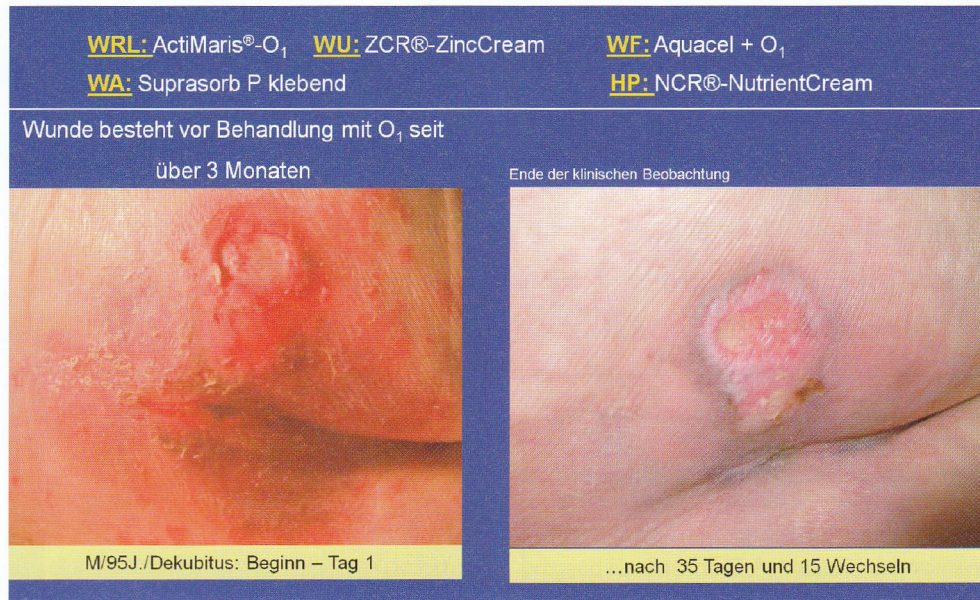 WRL: ActiMaris®-O₁ WU: ZCR®-ZincCream WF: Aquacel + O₁
WA: Suprasorb P klebend HP: NCR®-NutrientCream
Wunde besteht vor Behandlung mit O₁ seit
über 3 Monaten
Ende der klinischen Beobachtung
M/95J./Dekubitus: Beginn – Tag 1
...nach 35 Tagen und 15 Wechseln